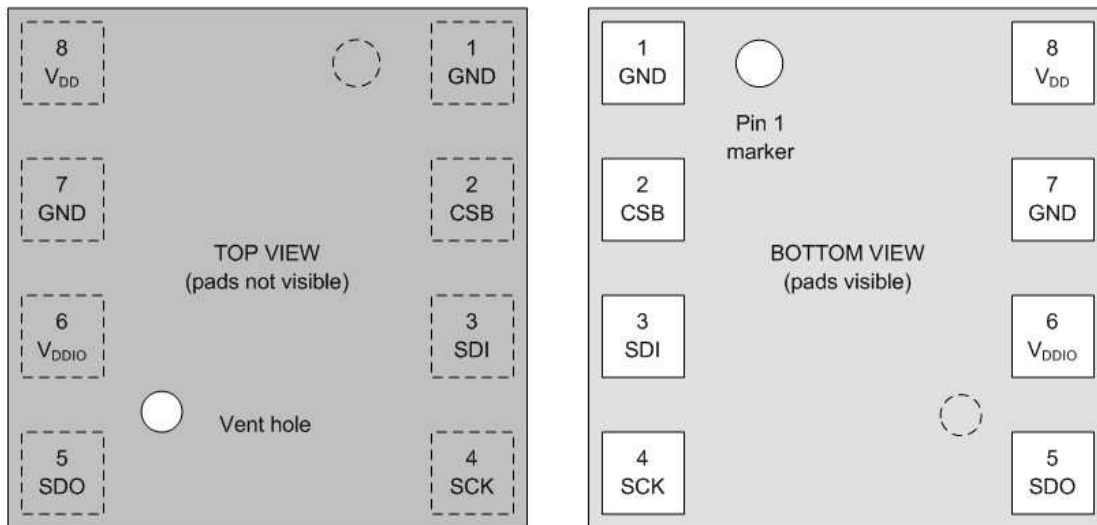 8
VDD
1
GND
7
GND
2
CSB
TOP VIEW
(pads not visible)
6
VDDIO
3
SDI
Vent hole
5
SDO
4
SCK
1
GND
Pin 1
marker
8
VDD
2
CSB
7
GND
BOTTOM VIEW
(pads visible)
3
SDI
6
VDDIO
4
SCK
5
SDO